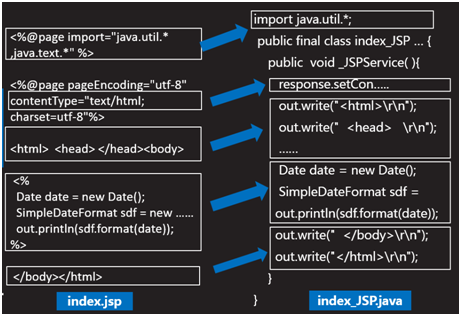 <%@page import="java.util.*
,java.text.*" %>
<%@page pageEncoding="utf-8"
contentType="text/html;
charset=utf-8"%>
<html> <head> </head><body>
<%
Date date = new Date();
SimpleDateFormat sdf = new ......
out.println(sdf.format(date));
%>
</body></html>
index.jsp
import java.util.*;
public final class index_JSP ... {
public void _JSPService( ){
response.setCon.....
out.write("<html>\r\n");
out.write(" <head> \r\n");
......
Date date = new Date();
SimpleDateFormat sdf =
out.println(sdf.format(date));
out.write(" </body>\r\n");
out.write("</html>\r\n");
}
}
index_JSP.java